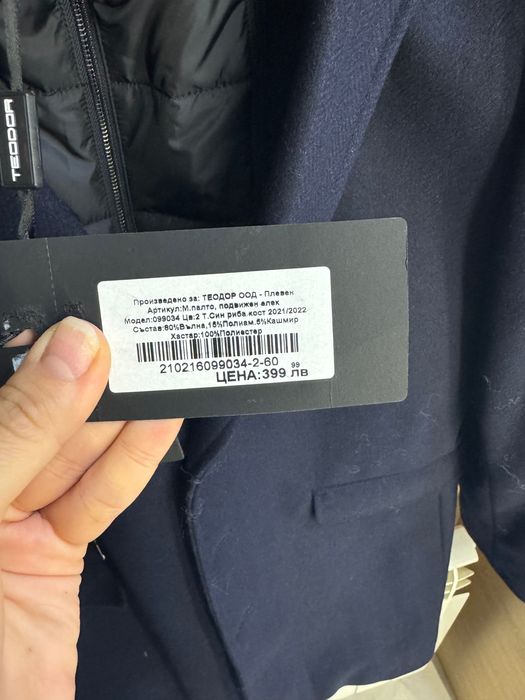 TEODOR
Произведено за: ТЕОДОР ООД - Плевен
Артикул:М.палто, подвижен елек
Модел:099034 Цв:2 Т.Син риба.кост 2021/2022
Състав:80%Вълна,15%Полиам.5%Кашмир
Хастар:100%Полиестер
210216099034-2-60 99
ЦЕНА:399 лв